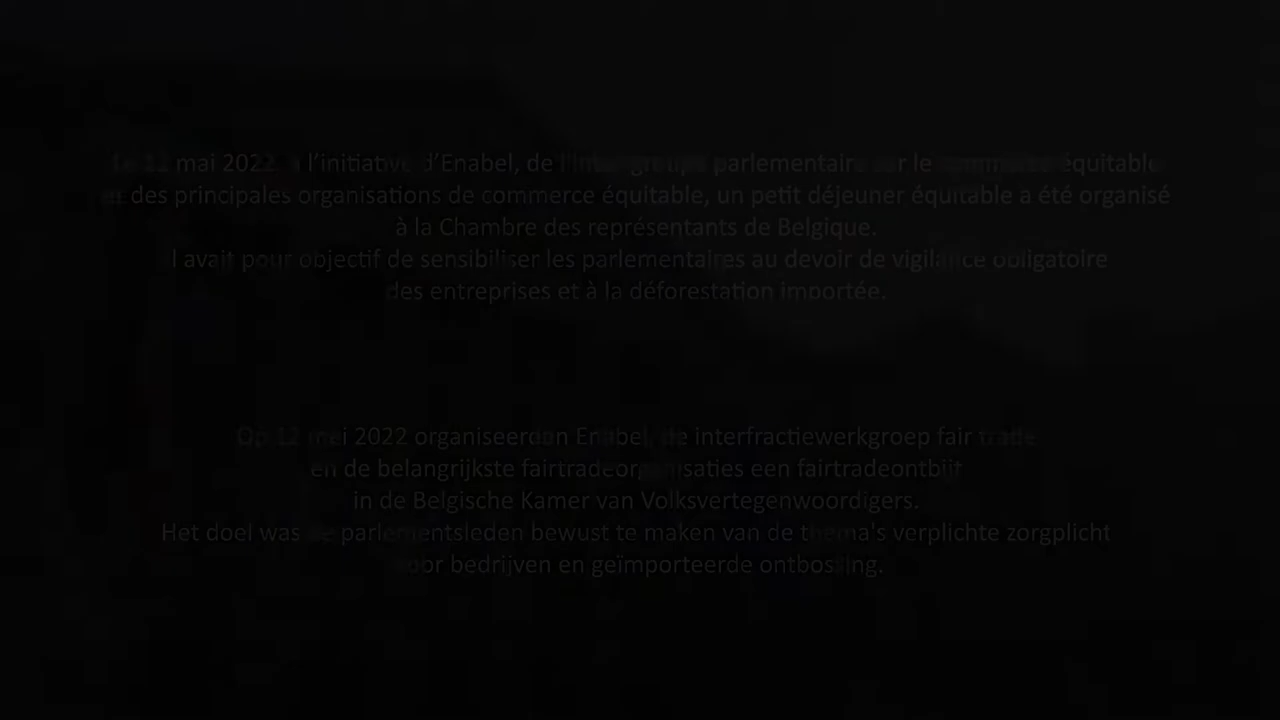 Le 12 mai 2022, à l'initiative d'Enabel, de l'intergroupe parlementaire sur le commerce équitable
et des principales organisations de commerce équitable, un petit déjeuner équitable a été organisé
à la Chambre des représentants de Belgique.
Il avait pour objectif de sensibiliser les parlementaires au devoir de vigilance obligatoire
des entreprises et à la déforestation importée.
Op 12 mei 2022 organiseerden Enabel, de interfractiewerkgroep fair trade
en de belangrijkste fairtradeorganisaties een fairtradeontbijt
in de Belgische Kamer van Volksvertegenwoordigers.
Het doel was de parlementsleden bewust te maken van de thema's verplichte zorgplicht
voor bedrijven en geïmporteerde ontbossing.